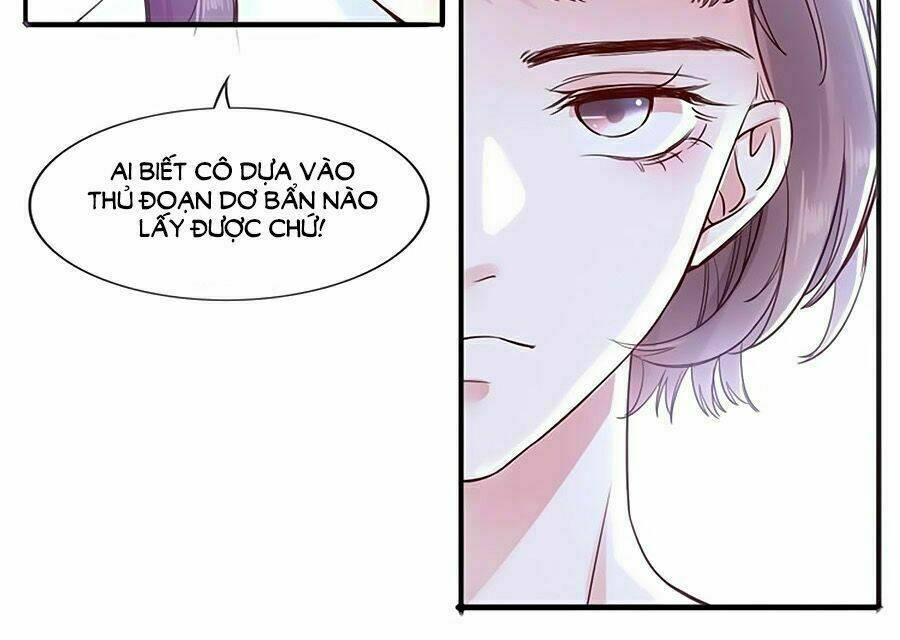 AI BIẾT CÔ DỰA VÀO
THỦ ĐOẠN DƠ BẨN NÀO
LẤY ĐƯỢC CHỨ!